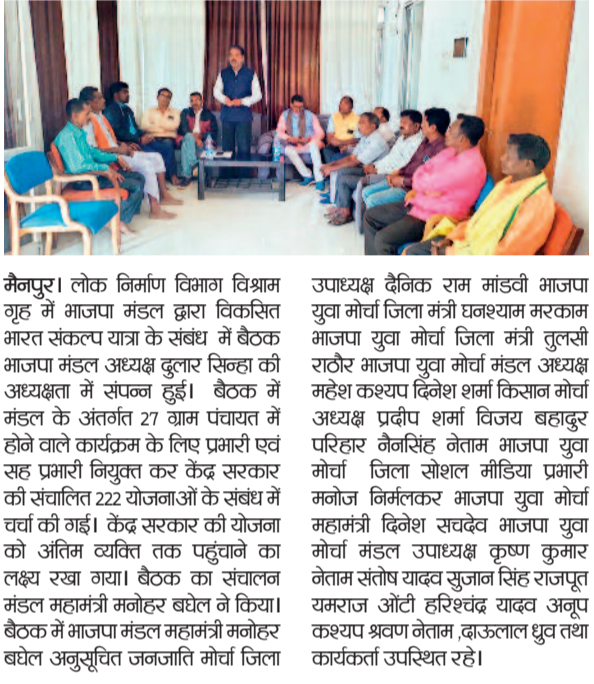 मैनपुर। लोक निर्माण विभाग विश्राम
गृह में भाजपा मंडल द्वारा विकसित
भारत संकल्प यात्रा के संबंध में बैठक
भाजपा मंडल अध्यक्ष दुलार सिन्हा की
अध्यक्षता में संपन्न हुई। बैठक में
मंडल के अंतर्गत 27 ग्राम पंचायत में
होने वाले कार्यक्रम के लिए प्रभारी एवं
सह प्रभारी नियुक्त कर केंद्र सरकार
की संचालित 222 योजनाओं के संबंध में
चर्चा की गई। केंद्र सरकार की योजना
को अंतिम व्यक्ति तक पहुंचाने का
लक्ष्य रखा गया। बैठक का संचालन
मंडल महामंत्री मनोहर बघेल ने किया।
बैठक में भाजपा मंडल महामंत्री मनोहर
बघेल अनुसूचित जनजाति मोर्चा जिला
उपाध्यक्ष दैनिक राम मांडवी भाजपा
युवा मोर्चा जिला मंत्री घनश्याम मरकाम
भाजपा युवा मोर्चा जिला मंत्री तुलसी
राठौर भाजपा युवा मोर्चा मंडल अध्यक्ष
महेश कश्यप दिनेश शर्मा किसान मोर्चा
अध्यक्ष प्रदीप शर्मा विजय बहादुर
परिहार नैनसिंह नेताम भाजपा युवा
मोर्चा जिला सोशल मीडिया प्रभारी
मनोज निर्मलकर भाजपा युवा मोर्चा
महामंत्री दिनेश सचदेव भाजपा युवा
मोर्चा मंडल उपाध्यक्ष कृष्ण कुमार
नेताम संतोष यादव सुजान सिंह राजपूत
यमराज ओंटी हरिश्चंद्र यादव अनूप
कश्यप श्रवण नेताम ,दाऊलाल ध्रुव तथा
कार्यकर्ता उपस्थित रहे।